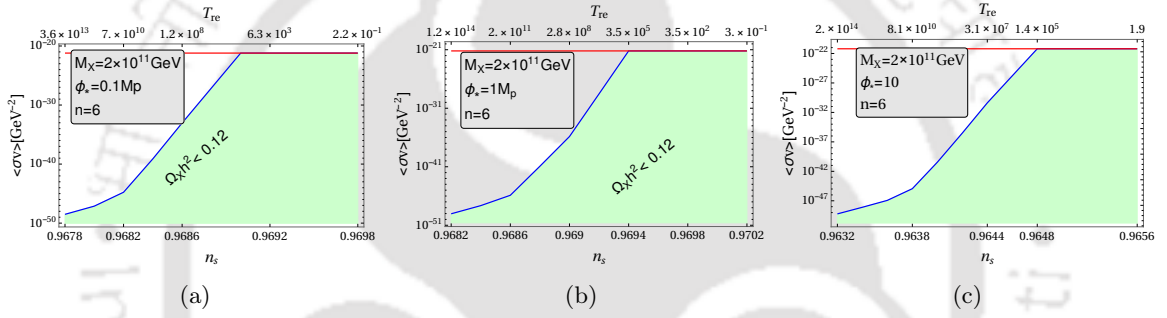 T_re
3.6×10^13 7.×10^10 1.2×10^8 6.3×10^3 2.2×10^-1
10^-20
10^-30
10^-40
10^-50
<σv>[GeV^-2]
M_X=2×10^11GeV
ϕ_*=0.1Mp
n=6
Ω_Xh^2<0.12
0.9678 0.9682 0.9686 0.9692 0.9698
n_s
(a)
T_re
1.2×10^14 2.×10^11 2.8×10^8 3.5×10^5 3.5×10^2 3.×10^-1
10^-21
10^-31
10^-41
10^-51
<σv>[GeV^-2]
M_X=2×10^11GeV
ϕ_*=1M_p
n=6
Ω_Xh^2<0.12
0.9682 0.9686 0.969 0.9694 0.9698 0.9702
n_s
(b)
T_re
2.×10^14 8.1×10^10 3.1×10^7 1.4×10^5 1.9
10^-22
10^-27
10^-32
10^-37
10^-42
10^-47
<σv>[GeV^-2]
M_X=2×10^11GeV
ϕ_*=10
n=6
0.9632 0.9638 0.9644 0.9648 0.9656
n_s
(c)